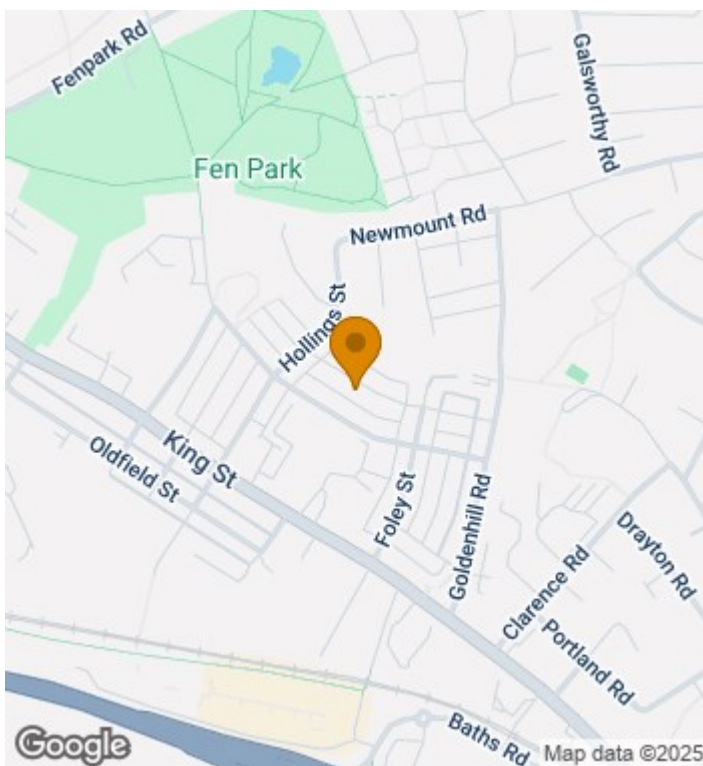 Fenpark Rd
Galsworthy Rd
Fen Park
Newmount Rd
Hollings St
King St
Oldfield St
Foley St
Goldenhill Rd
Clarence Rd
Drayton Rd
Portland Rd
Baths Rd
Google
Map data ©2025